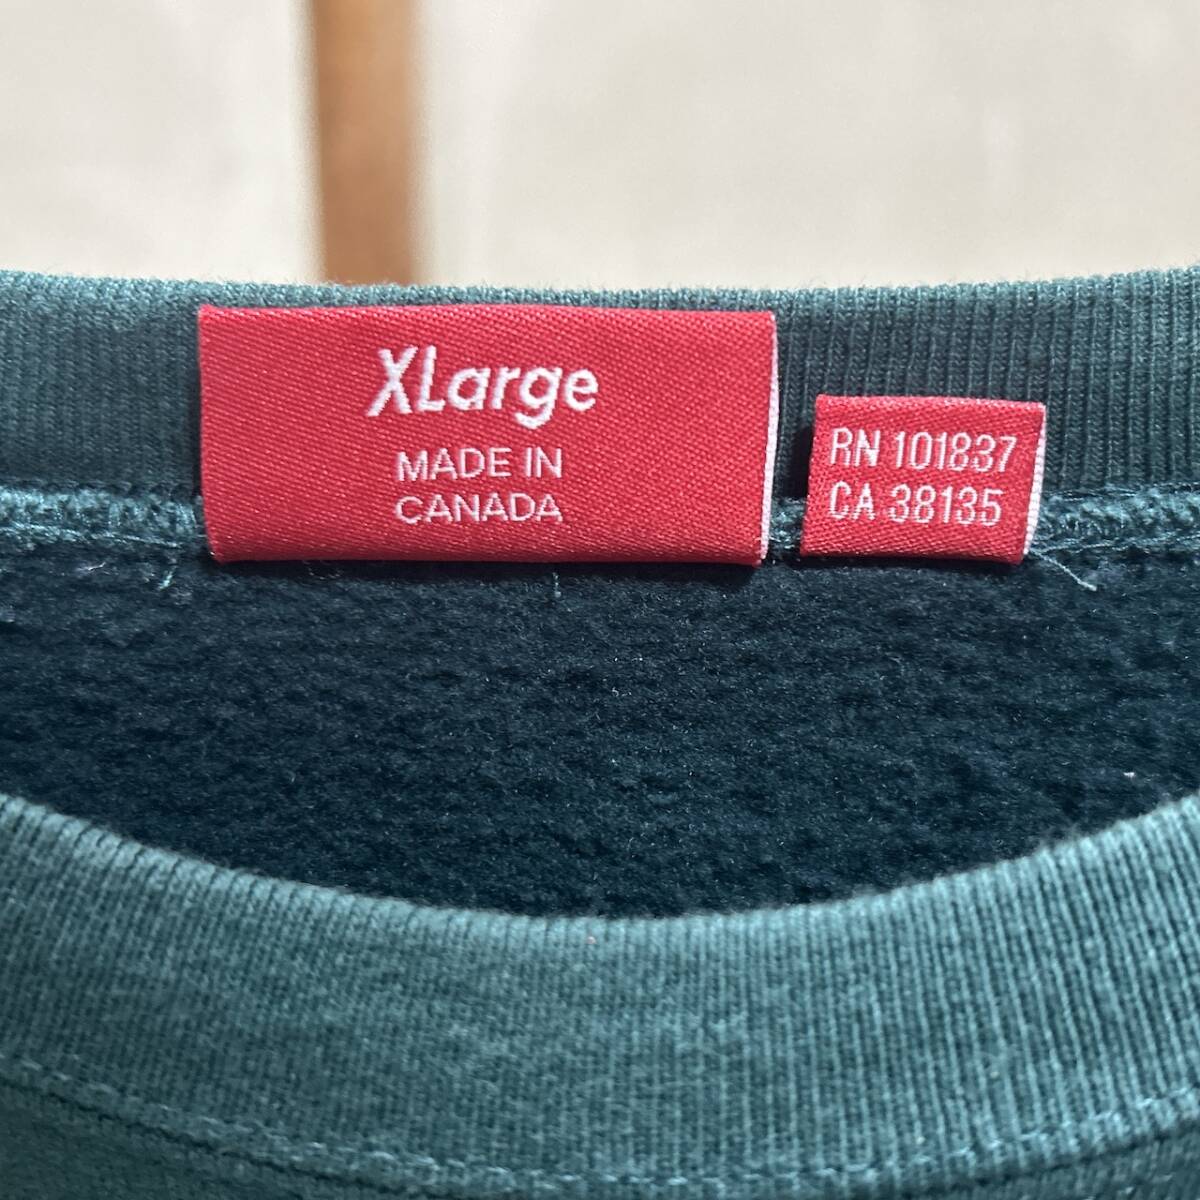 XLarge
MADE IN
CANADA
RN 101837
CA 38135